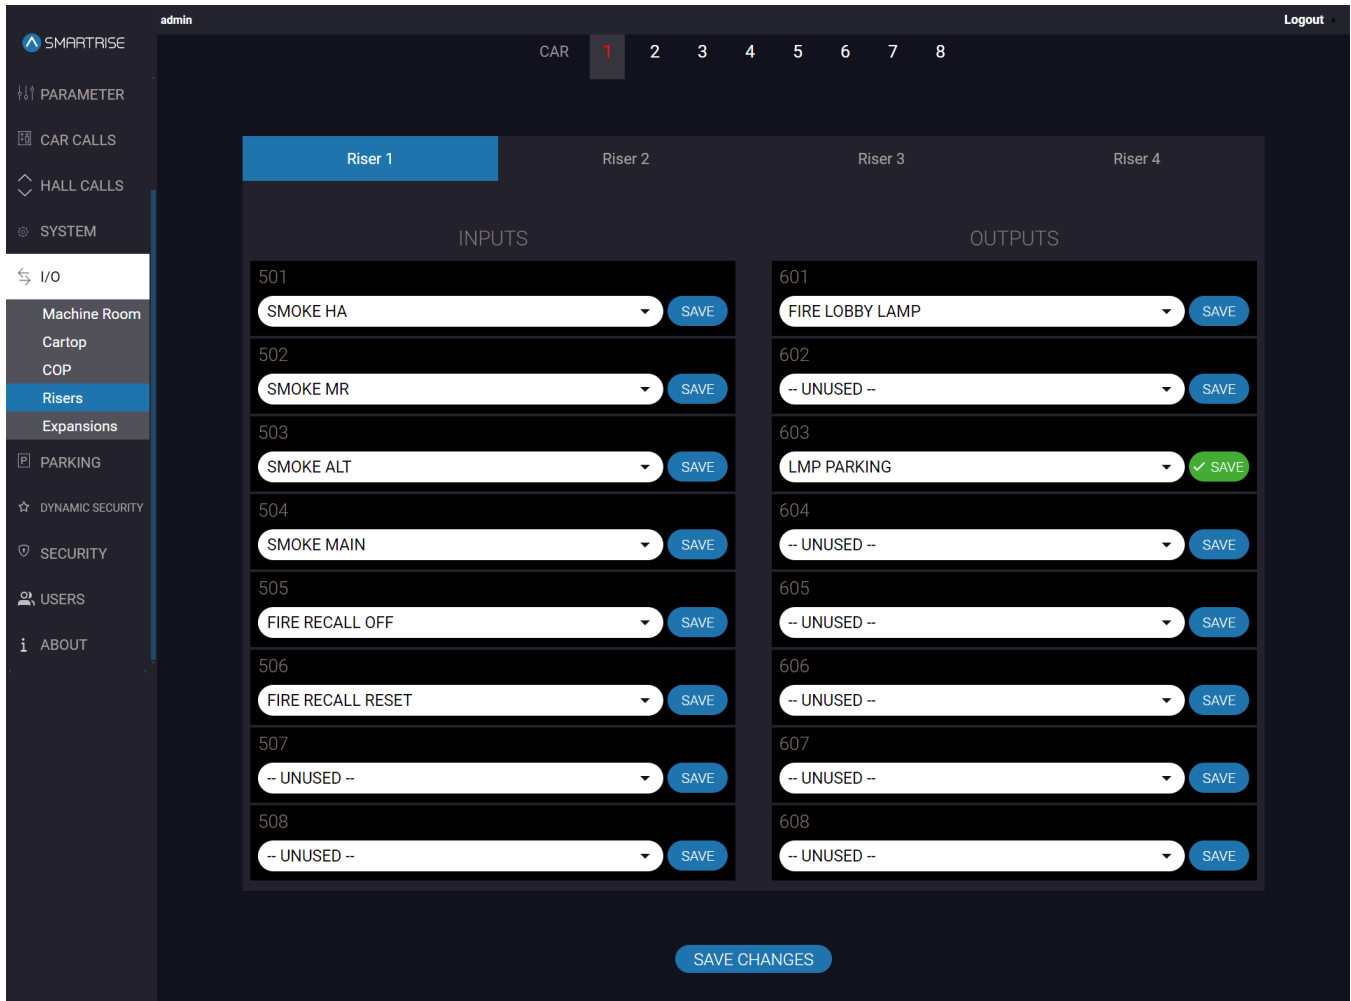 admin
Logout
SMARTRISE
CAR 1 2 3 4 5 6 7 8
PARAMETER
CAR CALLS
HALL CALLS
SYSTEM
I/O
Machine Room
Cartop
COP
Risers
Expansions
P PARKING
DYNAMIC SECURITY
SECURITY
USERS
i ABOUT
Riser 1 Riser 2 Riser 3 Riser 4
INPUTS
501
SMOKE HA SAVE
502
SMOKE MR SAVE
503
SMOKE ALT SAVE
504
SMOKE MAIN SAVE
505
FIRE RECALL OFF SAVE
506
FIRE RECALL RESET SAVE
507
-- UNUSED -- SAVE
508
-- UNUSED -- SAVE
OUTPUTS
601
FIRE LOBBY LAMP SAVE
602
-- UNUSED -- SAVE
603
LMP PARKING ✓ SAVE
604
-- UNUSED -- SAVE
605
-- UNUSED -- SAVE
606
-- UNUSED -- SAVE
607
-- UNUSED -- SAVE
608
-- UNUSED -- SAVE
SAVE CHANGES